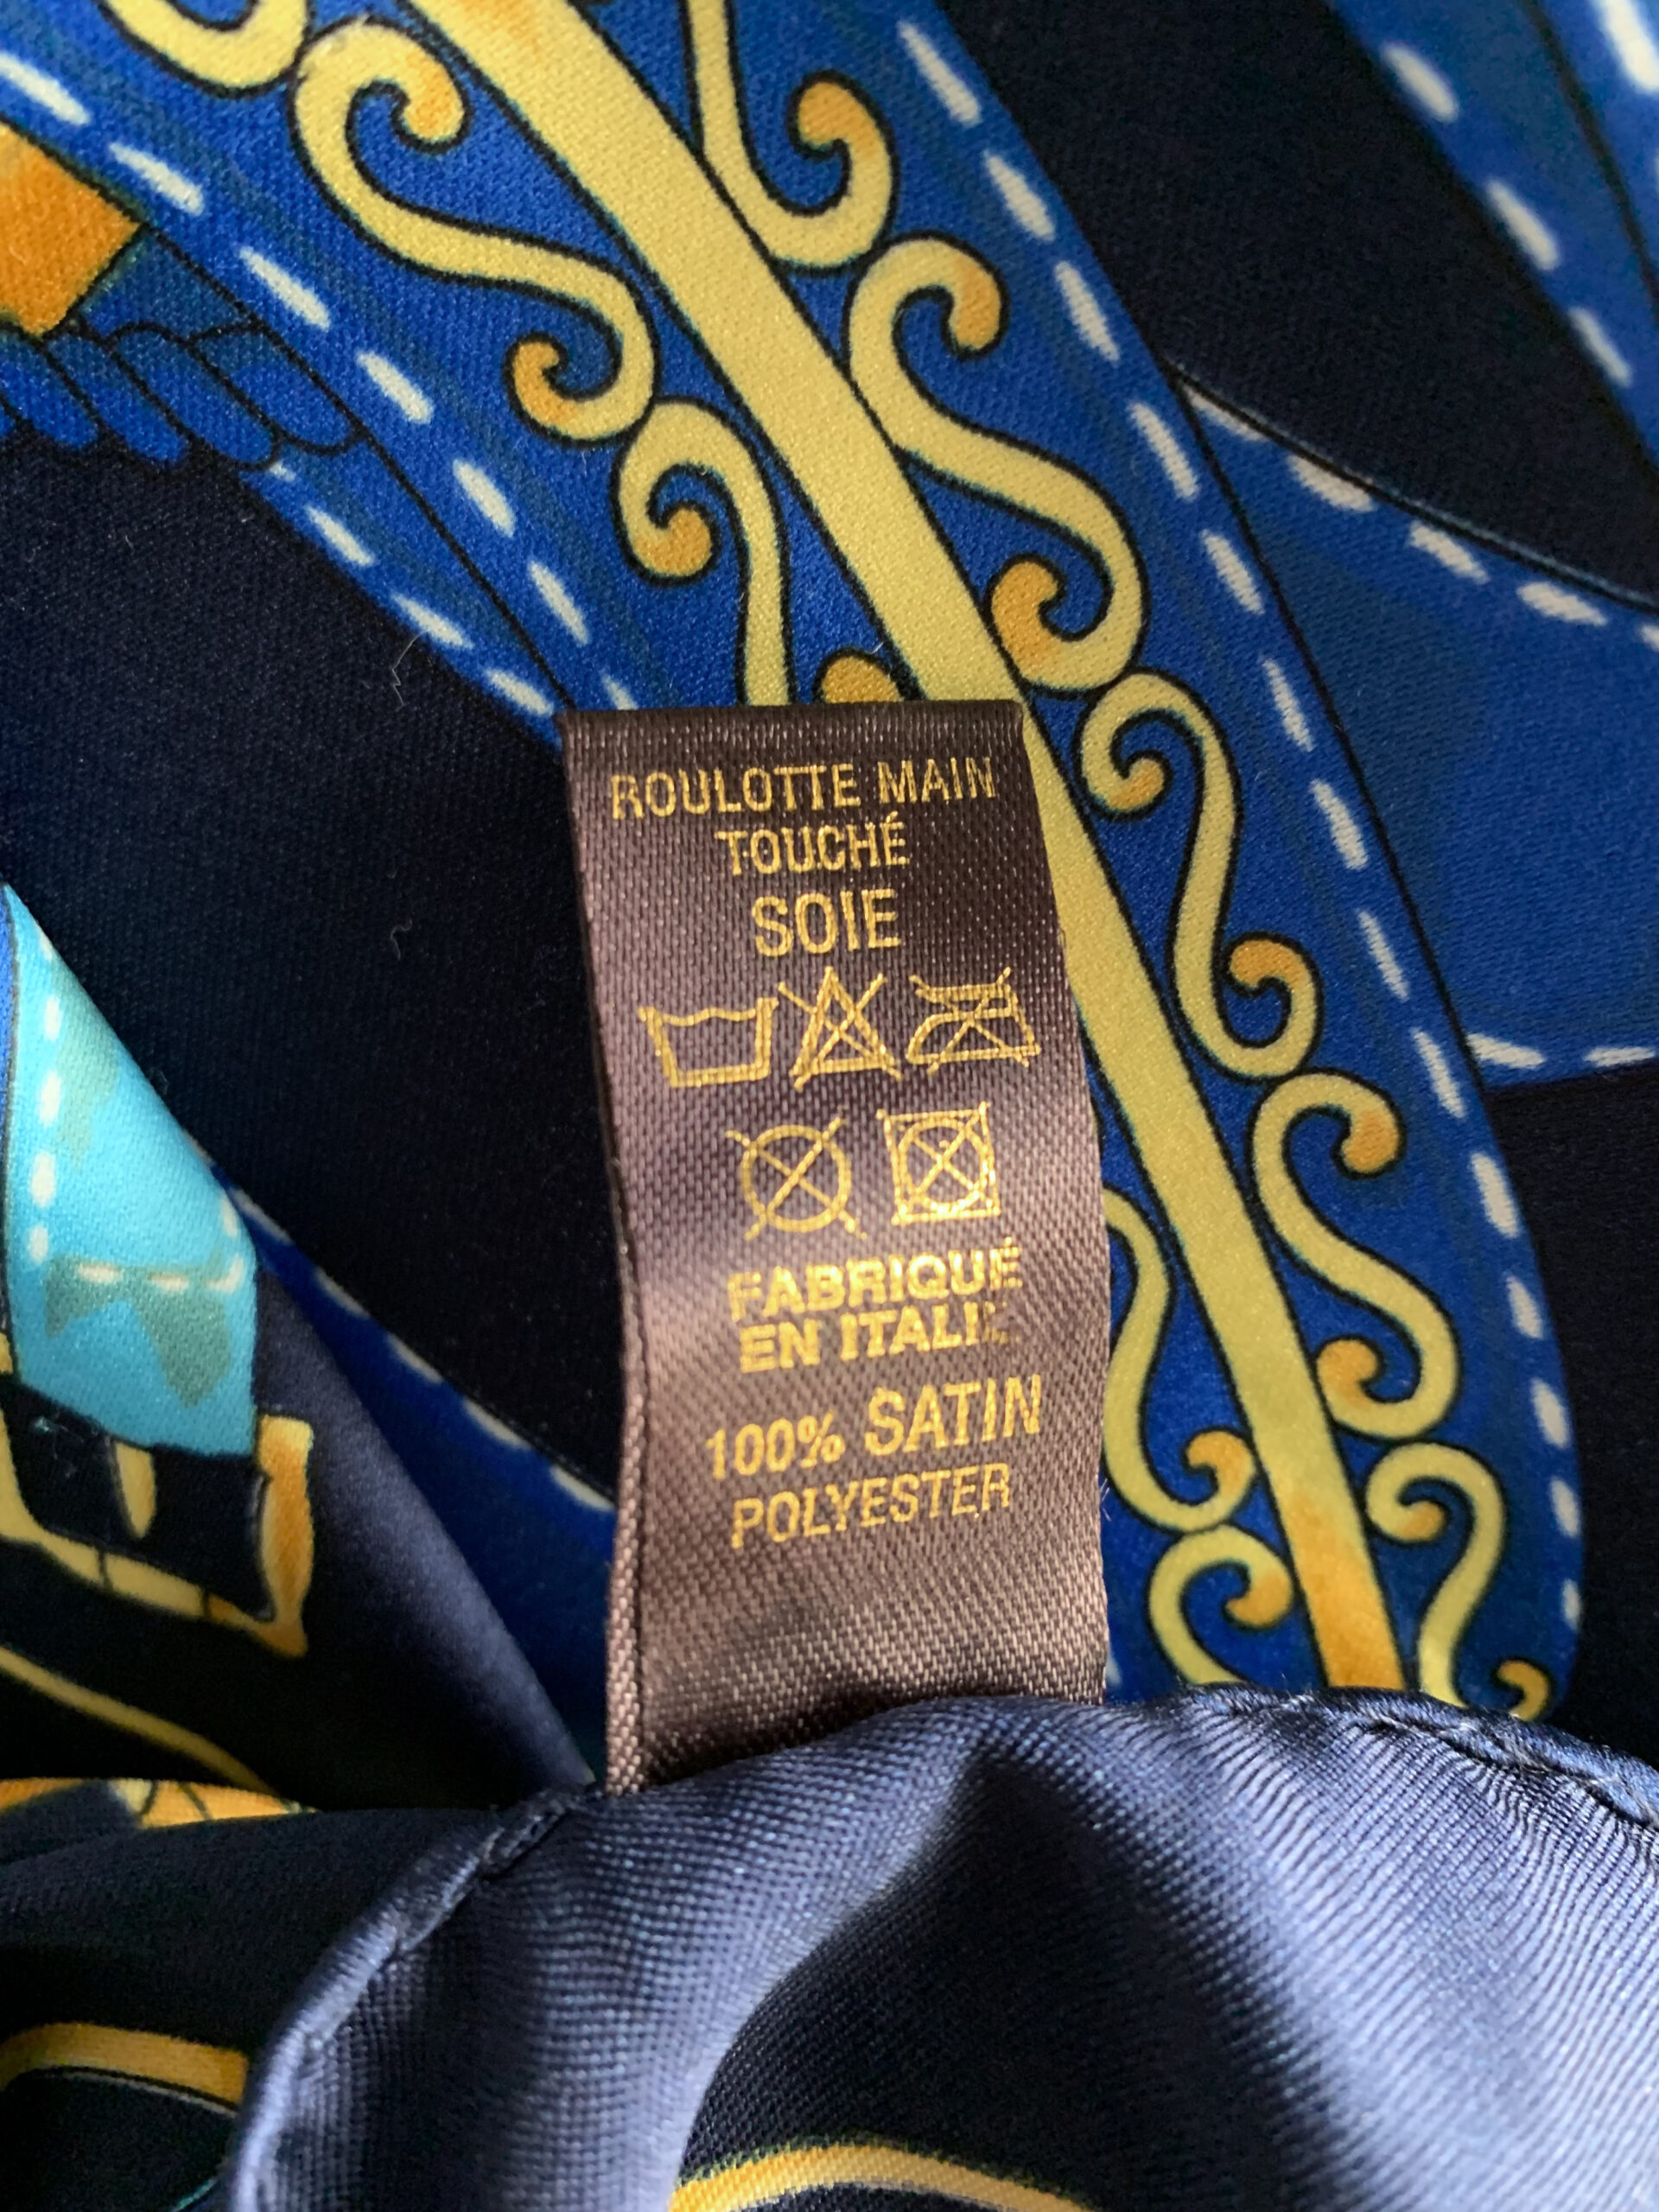 ROULOTTE MAIN
TOUCHÉ
SOIE
FABRIQUÉ
EN ITALIE
100% SATIN
POLYESTER